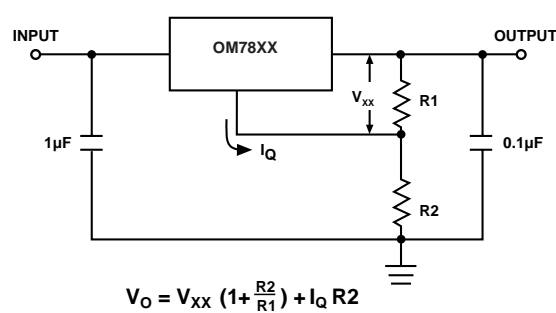 INPUT
OM78XX
OUTPUT
Vxx
R1
1µF
IQ
0.1µF
R2
VO = VXX (1+ R2/R1) + IQ R2